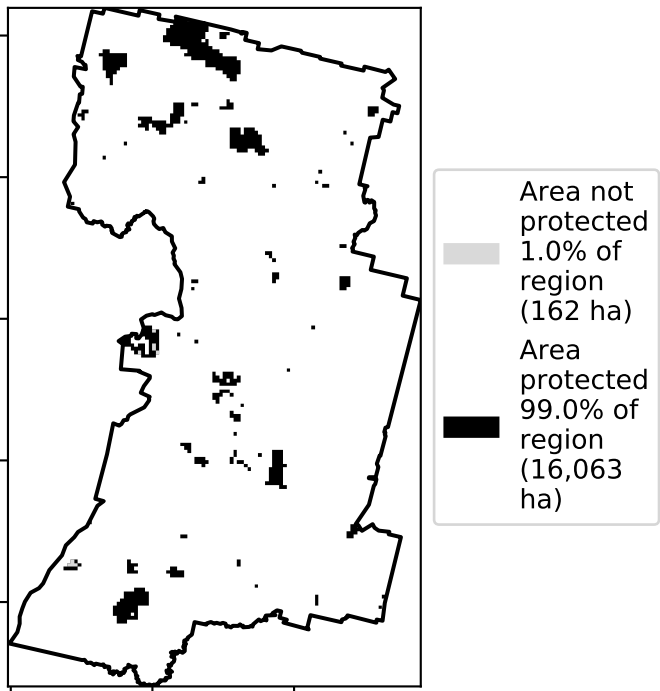 Area not
protected
1.0% of
region
(162 ha)
Area
protected
99.0% of
region
(16,063
ha)